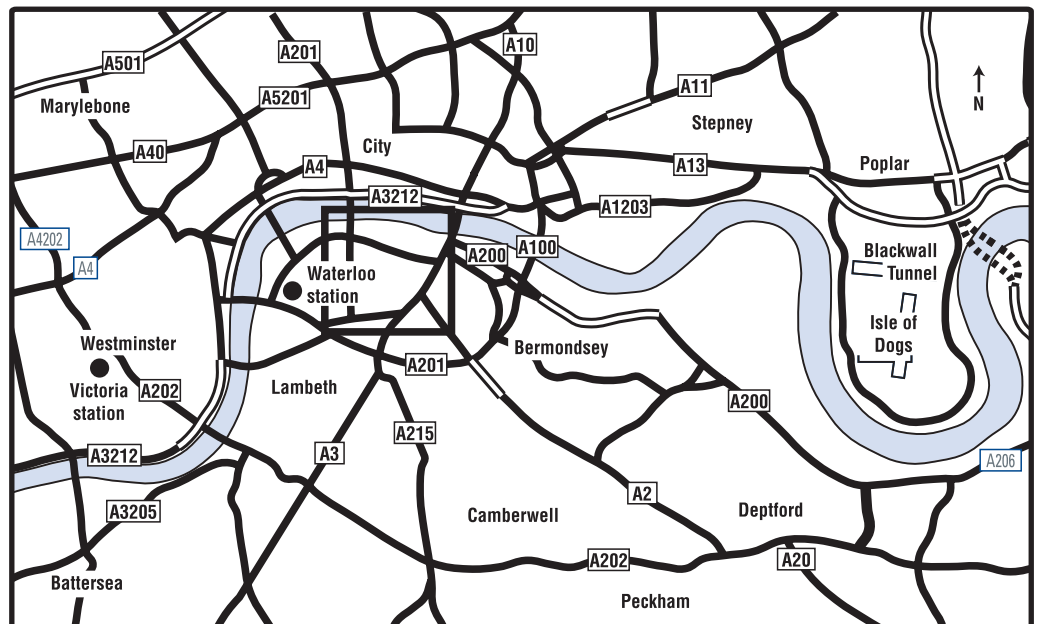 A10
A201
A501
A11
A5201
Marylebone
N
Stepney
City
A40
A4
A13
Poplar
A3212
A1203
A4202
A100
A200
Blackwall
Tunnel
A4
Waterloo
station
Isle of
Dogs
Westminster
Bermondsey
A201
Victoria
station
Lambeth
A202
A200
A215
A3
A3212
A206
A2
A3205
Camberwell
Deptford
A202
A20
Battersea
Peckham